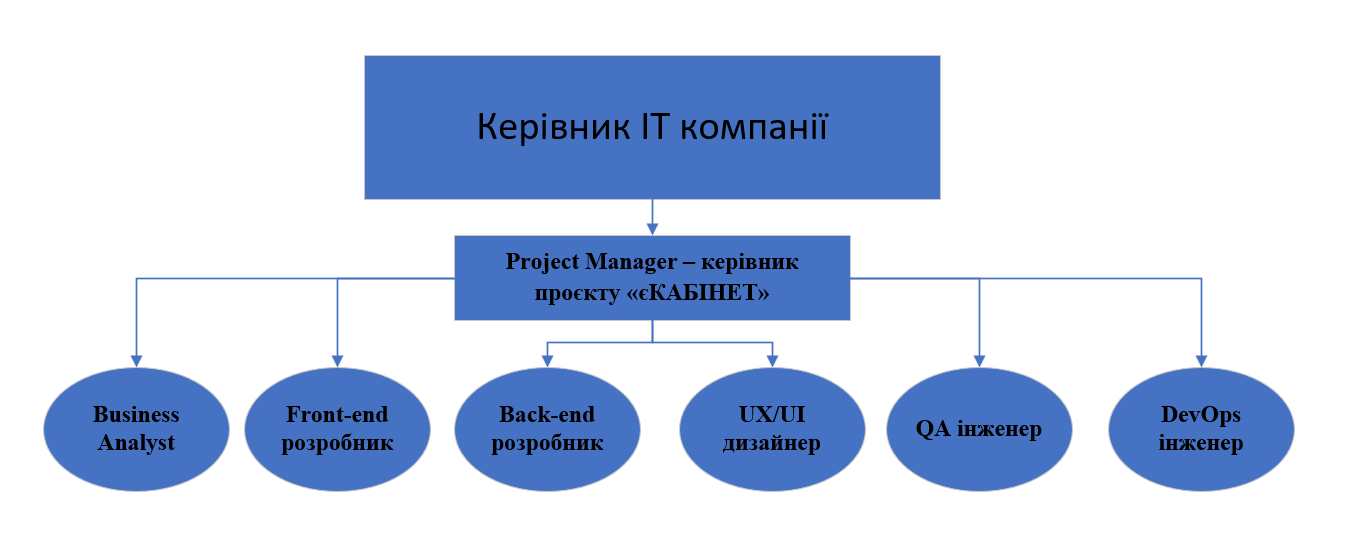 Керівник ІТ компанії
Project Manager – керівник
проєкту «єКАБІНЕТ»
Business
Analyst
Front-end
розробник
Back-end
розробник
UX/UI
дизайнер
QA інженер
DevOps
інженер